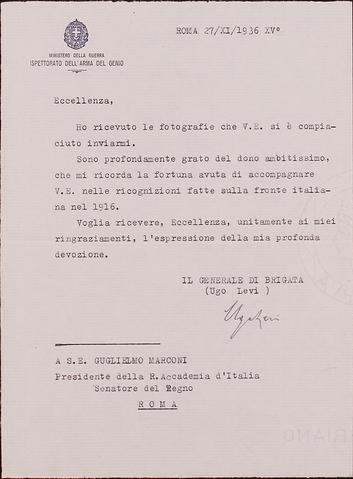 ROMA 27/XI/1936 XV°
MINISTERO DELLA GUERRA
ISPETTORATO DELL'ARMA DEL GENIO
Eccellenza,
Ho ricevuto le fotografie che V.E. si è compia-
ciuto inviarmi.
Sono profondamente grato del dono ambitissimo,
che mi ricorda la fortuna avuta di accompagnare
V.E. nelle ricognizioni fatte sulla fronte italia-
na nel 1916.
Voglia ricevere, Eccellenza, unitamente ai miei
ringraziamenti, l'espressione della mia profonda
devozione.
IL GENERALE DI BRIGATA
(Ugo Levi )
A S.E. GUGLIELMO MARCONI
Presidente della R.Accademia d'Italia
Senatore del Regno
R O M A